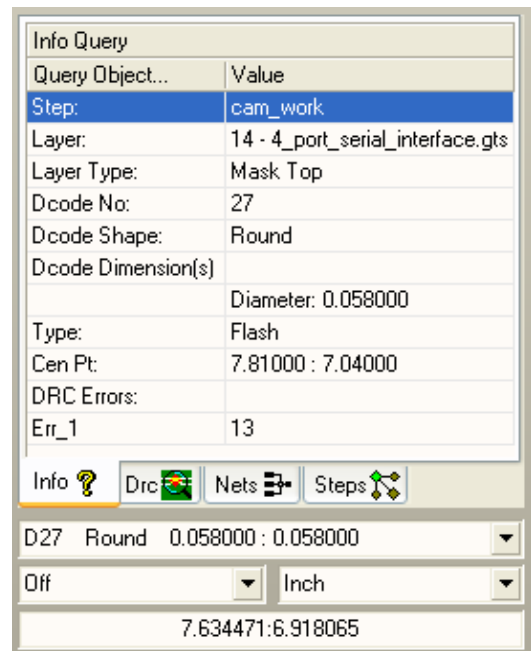 Info Query
Query Object... Value
Step: cam_work
Layer: 14 - 4_port_serial_interface.gts
Layer Type: Mask Top
Dcode No: 27
Dcode Shape: Round
Dcode Dimension(s)
Diameter: 0.058000
Type: Flash
Cen Pt: 7.81000 : 7.04000
DRC Errors:
Err_1 13
Info Drc Nets Steps
D27 Round 0.058000 : 0.058000
Off Inch
7.634471:6.918065